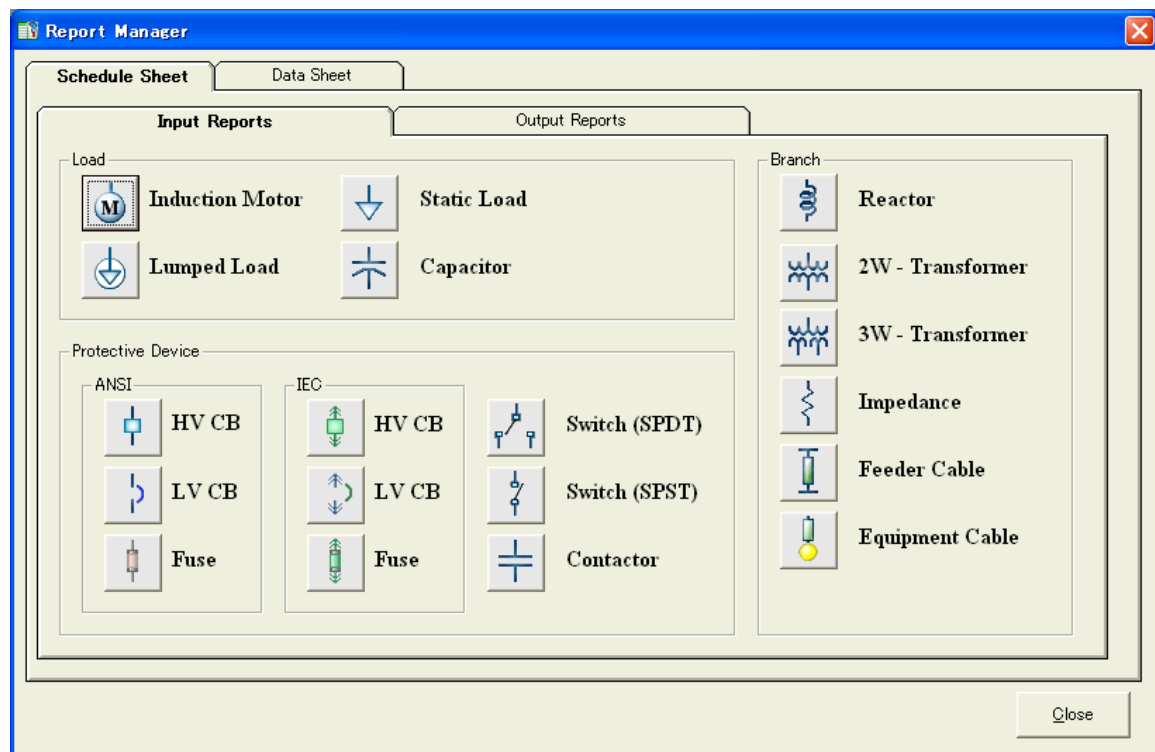 Report Manager
Schedule Sheet
Data Sheet
Input Reports
Output Reports
Load
M
Induction Motor
Static Load
Lumped Load
Capacitor
Protective Device
ANSI
HV CB
LV CB
Fuse
IEC
HV CB
LV CB
Fuse
Switch (SPDT)
Switch (SPST)
Contactor
Branch
Reactor
2W - Transformer
3W - Transformer
Impedance
Feeder Cable
Equipment Cable
Close